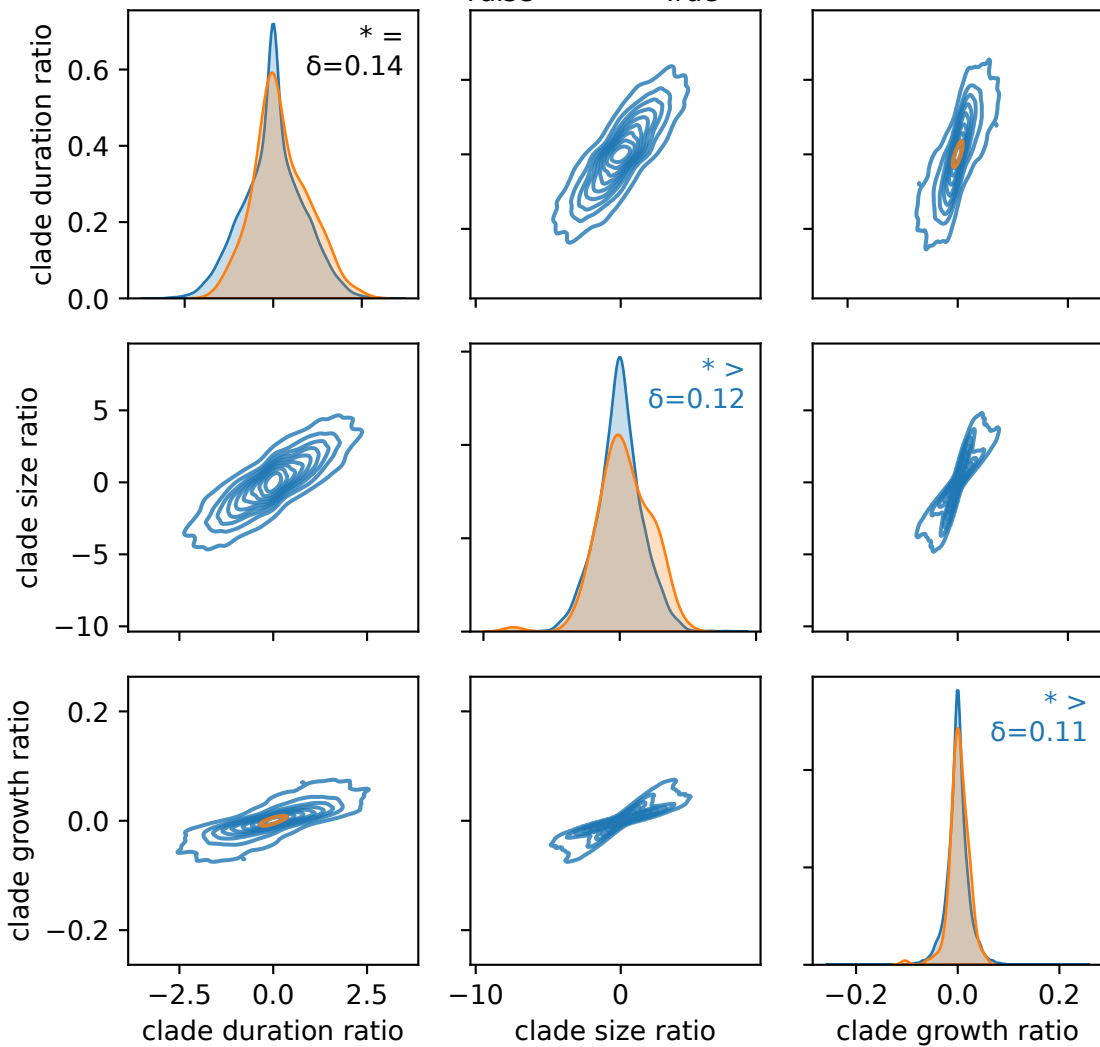 clade duration ratio
0.6
0.4
0.2
0.0
* =
δ=0.14
clade size ratio
5
0
−5
−10
* >
δ=0.12
clade growth ratio
0.2
0.0
−0.2
* >
δ=0.11
−2.5 0.0 2.5
−10 0
−0.2 0.0 0.2
clade duration ratio
clade size ratio
clade growth ratio